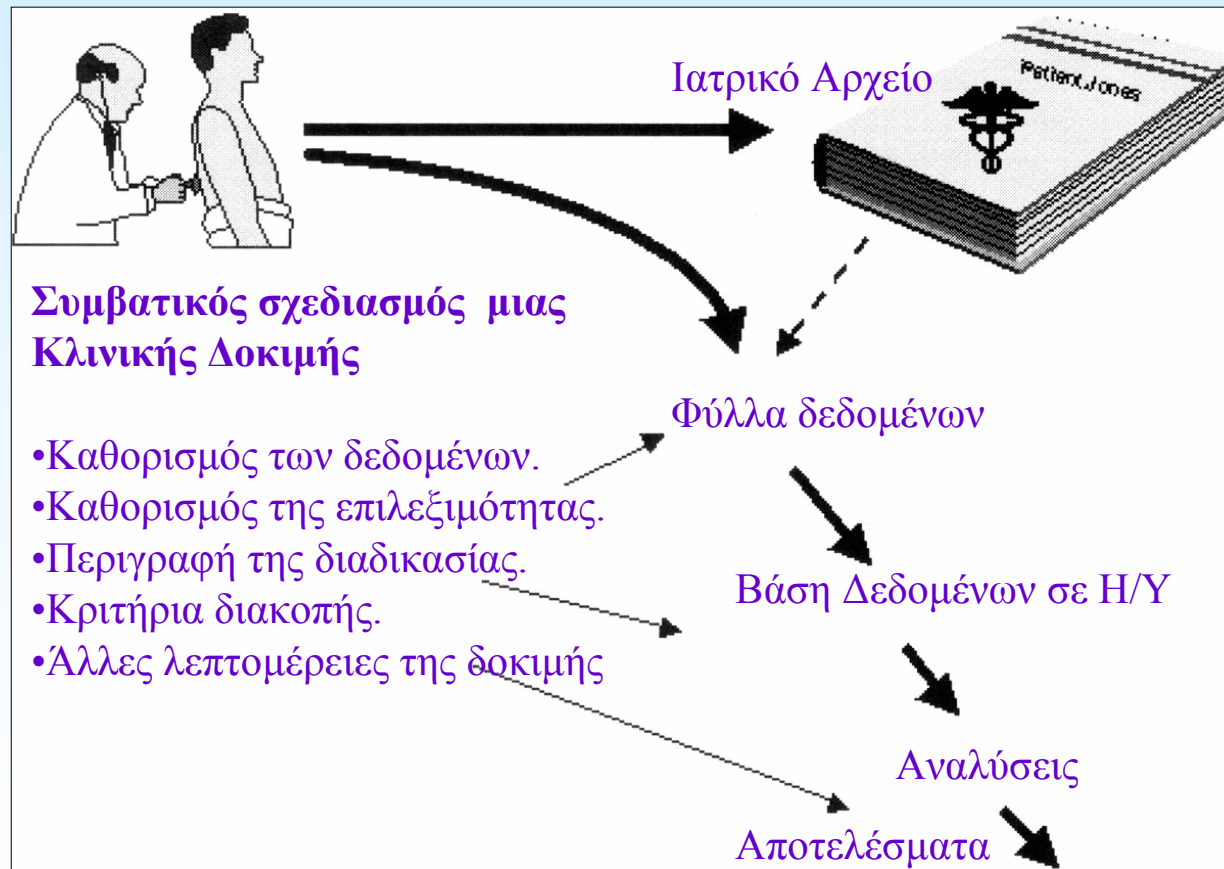 Ιατρικό Αρχείο
Patient Jones
Συμβατικός σχεδιασμός μιας
Κλινικής Δοκιμής
•Καθορισμός των δεδομένων.
•Καθορισμός της επιλεξιμότητας.
•Περιγραφή της διαδικασίας.
•Κριτήρια διακοπής.
•Άλλες λεπτομέρειες της δοκιμής
Φύλλα δεδομένων
Βάση Δεδομένων σε Η/Υ
Αναλύσεις
Αποτελέσματα